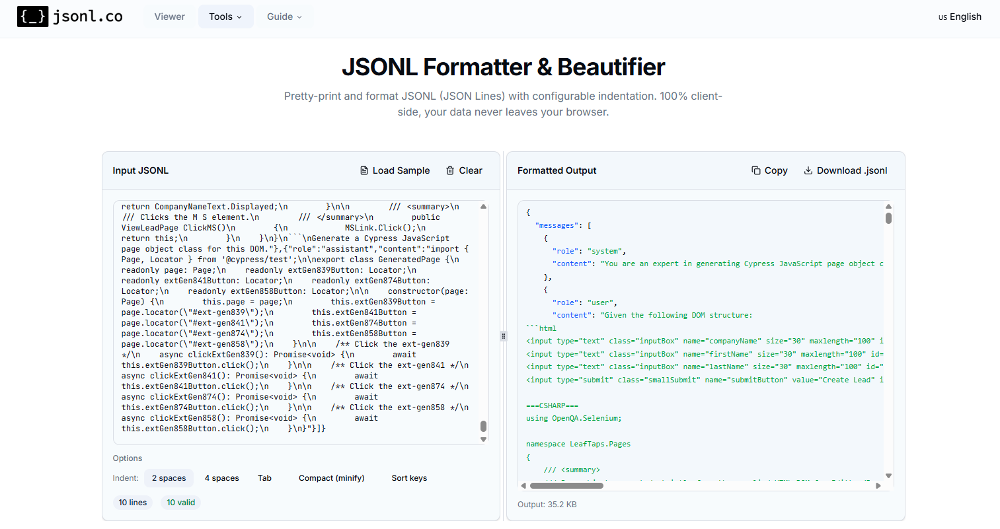 {_} jsonl.co
Viewer
Tools
Guide
US English
JSONL Formatter & Beautifier
Pretty-print and format JSONL (JSON Lines) with configurable indentation. 100% client-
side, your data never leaves your browser.
Input JSONL
Load Sample
Clear
return CompanyNameText.Displayed;\n        }\n\n        /// <summary>\n
/// Clicks the M S element.\n        /// </summary>\n        public
ViewLeadPage ClickMS()\n        {\n            MSLink.Click();\n
return this;\n        }\n    }\n}\n```\nGenerate a Cypress JavaScript
page object class for this DOM."},{"role":"assistant","content":"import {
Page, Locator } from '@cypress/test';\n\nexport class GeneratedPage {\n
readonly page: Page;\n    readonly extGen839Button: Locator;\n
readonly extGen841Button: Locator;\n    readonly extGen874Button:
Locator;\n    readonly extGen858Button: Locator;\n\n    constructor(page:
Page) {\n        this.page = page;\n        this.extGen839Button =
page.locator(\"#ext-gen839\");\n        this.extGen841Button =
page.locator(\"#ext-gen841\");\n        this.extGen874Button =
page.locator(\"#ext-gen874\");\n        this.extGen858Button =
page.locator(\"#ext-gen858\");\n    }\n\n    /** Click the ext-gen839
*/\n    async clickExtGen839(): Promise<void> {\n        await
this.extGen839Button.click();\n    }\n\n    /** Click the ext-gen841 */\n
async clickExtGen841(): Promise<void> {\n        await
this.extGen841Button.click();\n    }\n\n    /** Click the ext-gen874 */\n
async clickExtGen874(): Promise<void> {\n        await
this.extGen874Button.click();\n    }\n\n    /** Click the ext-gen858 */\n
async clickExtGen858(): Promise<void> {\n        await
this.extGen858Button.click();\n    }\n}"}]}
Options
Indent:
2 spaces
4 spaces
Tab
Compact (minify)
Sort keys
10 lines
10 valid
Formatted Output
Copy
Download .jsonl
{
  "messages": [
    {
      "role": "system",
      "content": "You are an expert in generating Cypress JavaScript page object c
    },
    {
      "role": "user",
      "content": "Given the following DOM structure:
```html
<input type="text" class="inputBox" name="companyName" size="30" maxlength="100" i
<input type="text" class="inputBox" name="firstName" size="30" maxlength="100" id=
<input type="text" class="inputBox" name="lastName" size="30" maxlength="100" id="
<input type="submit" class="smallSubmit" name="submitButton" value="Create Lead" i
===CSHARP===
using OpenQA.Selenium;
namespace LeafTaps.Pages
{
    /// <summary>
Output: 35.2 KB